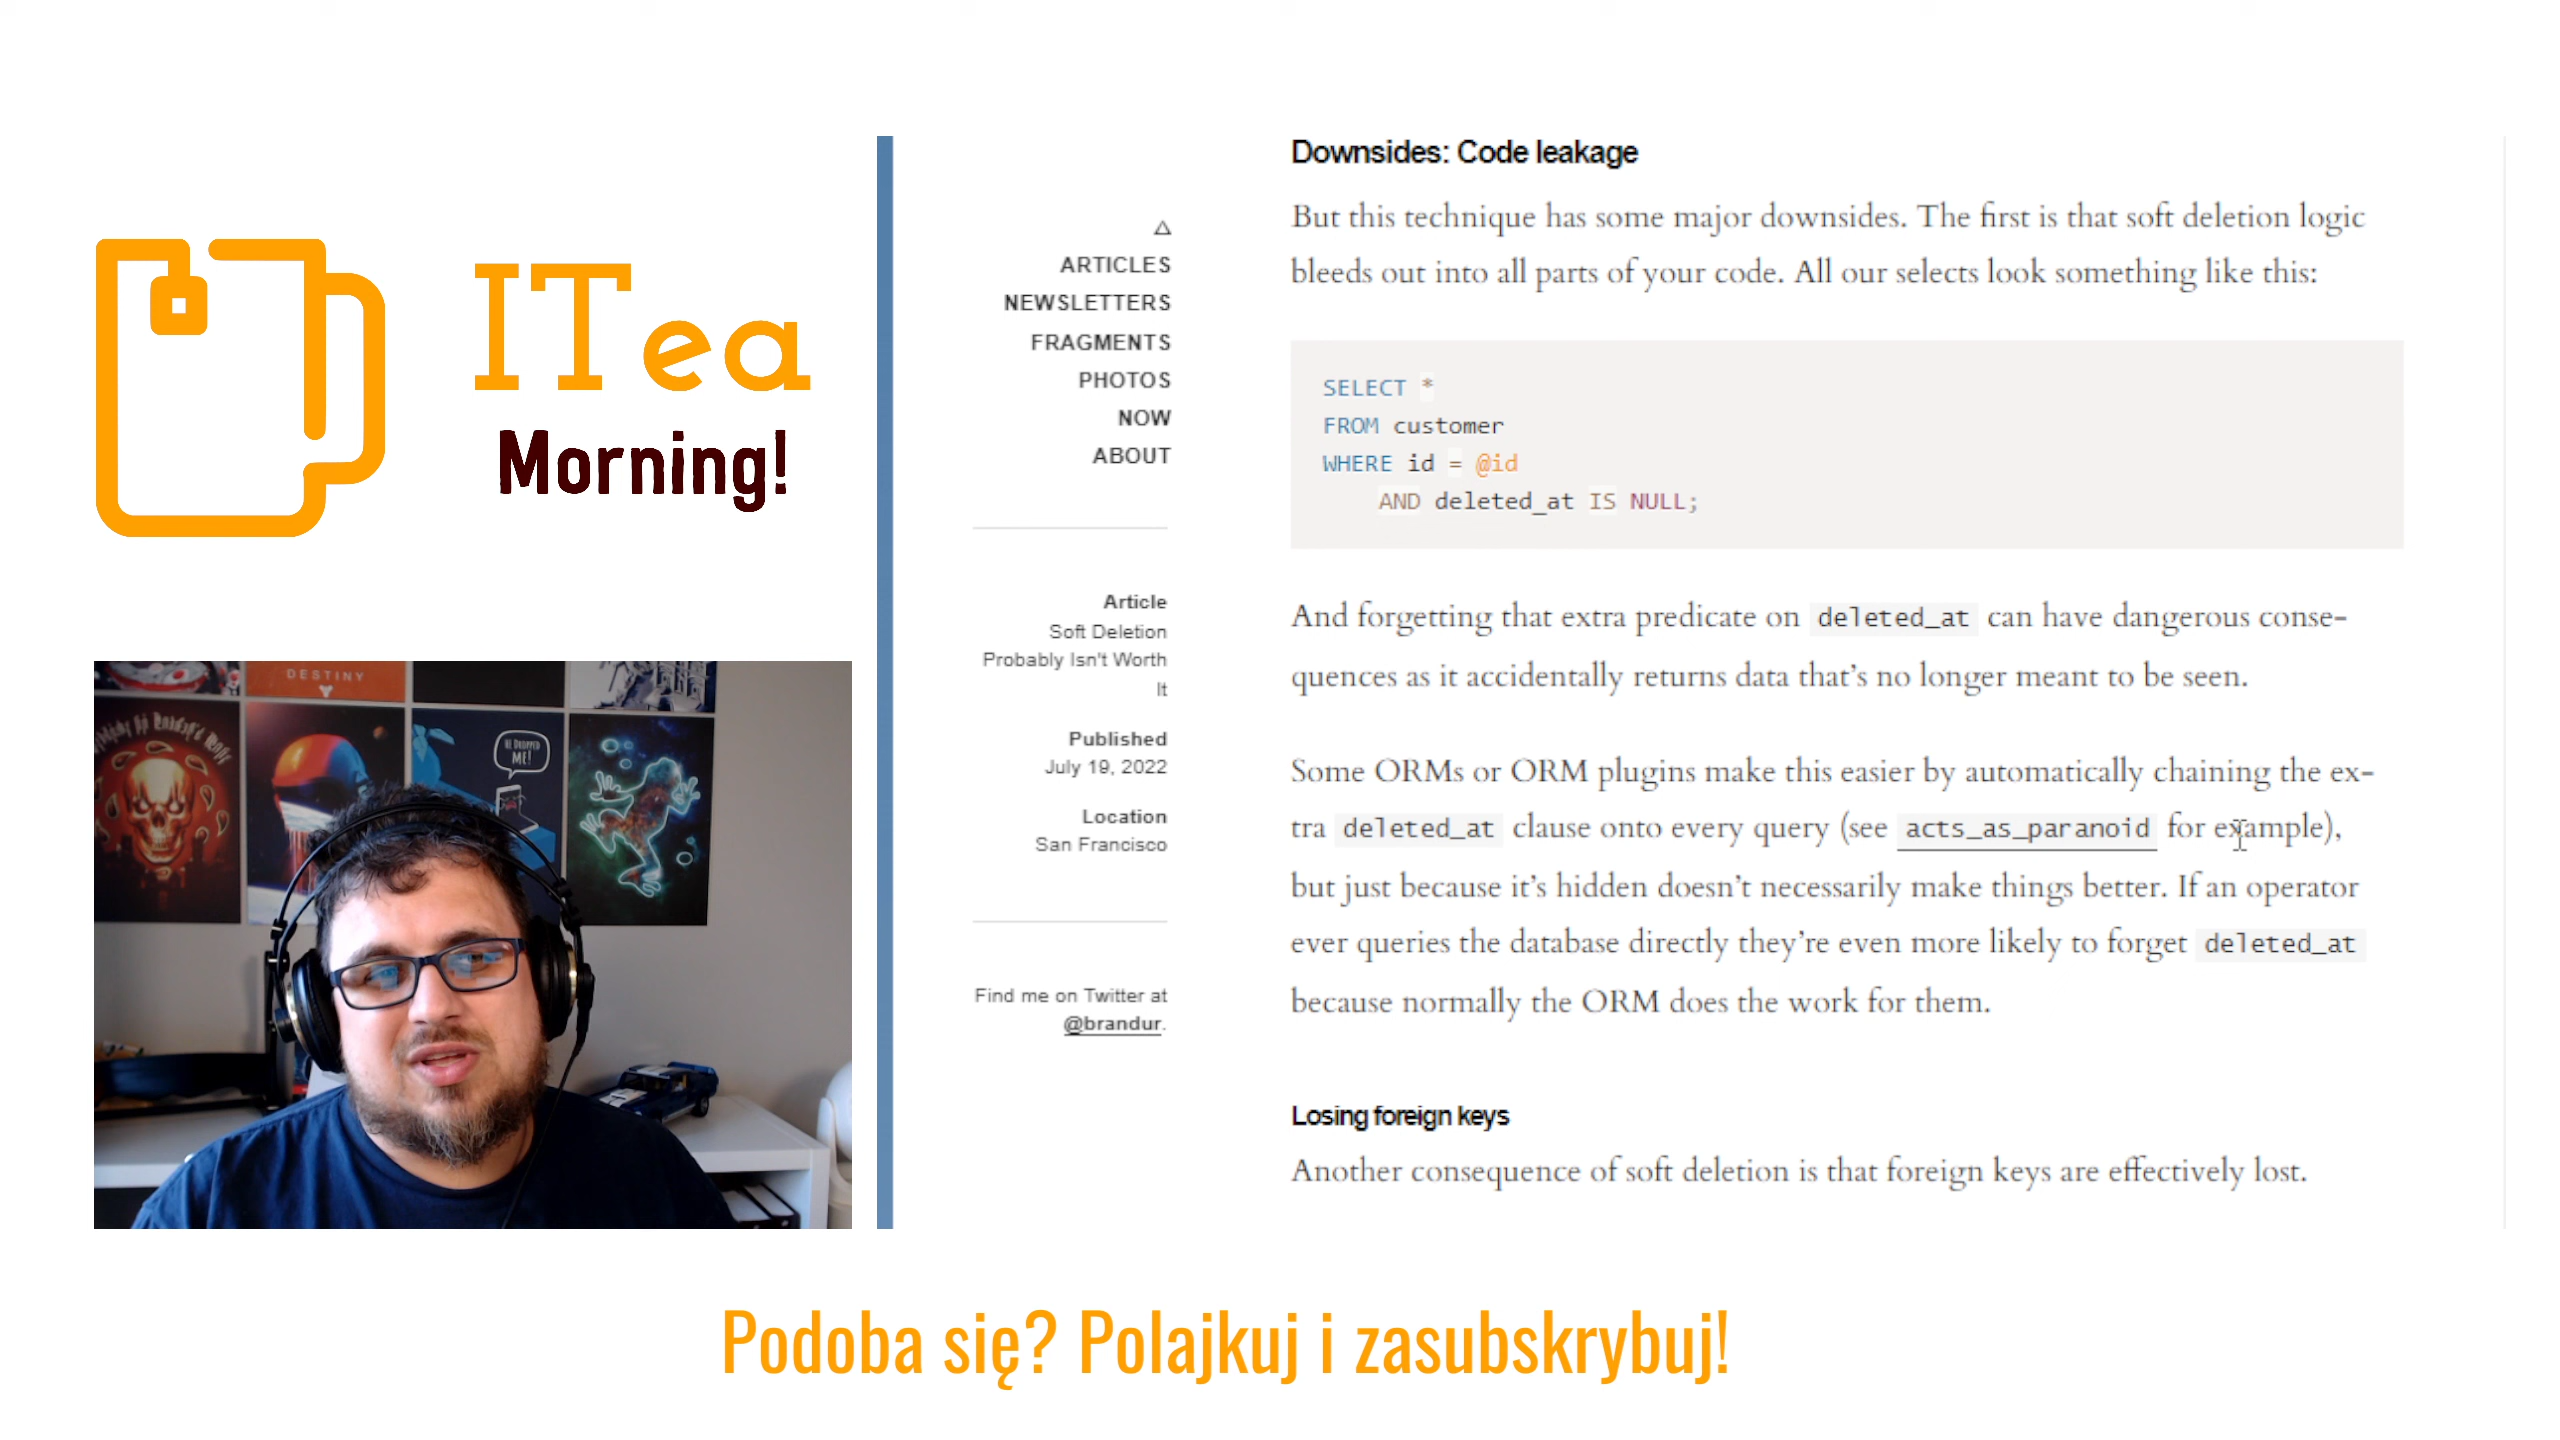 ITea
Morning!
DESTINY
HE DROPPED
ME!
△
ARTICLES
NEWSLETTERS
FRAGMENTS
PHOTOS
NOW
ABOUT
Article
Soft Deletion
Probably Isn't Worth
It
Published
July 19, 2022
Location
San Francisco
Find me on Twitter at
@brandur.
Downsides: Code leakage
But this technique has some major downsides. The first is that soft deletion logic
bleeds out into all parts of your code. All our selects look something like this:
SELECT *
FROM customer
WHERE id = @id
AND deleted_at IS NULL;
And forgetting that extra predicate on deleted_at can have dangerous conse-
quences as it accidentally returns data that's no longer meant to be seen.
Some ORMs or ORM plugins make this easier by automatically chaining the ex-
tra deleted_at clause onto every query (see acts_as_paranoid for example),
but just because it's hidden doesn't necessarily make things better. If an operator
ever queries the database directly they're even more likely to forget deleted_at
because normally the ORM does the work for them.
Losing foreign keys
Another consequence of soft deletion is that foreign keys are effectively lost.
Podoba się? Polajkuj i zasubskrybuj!